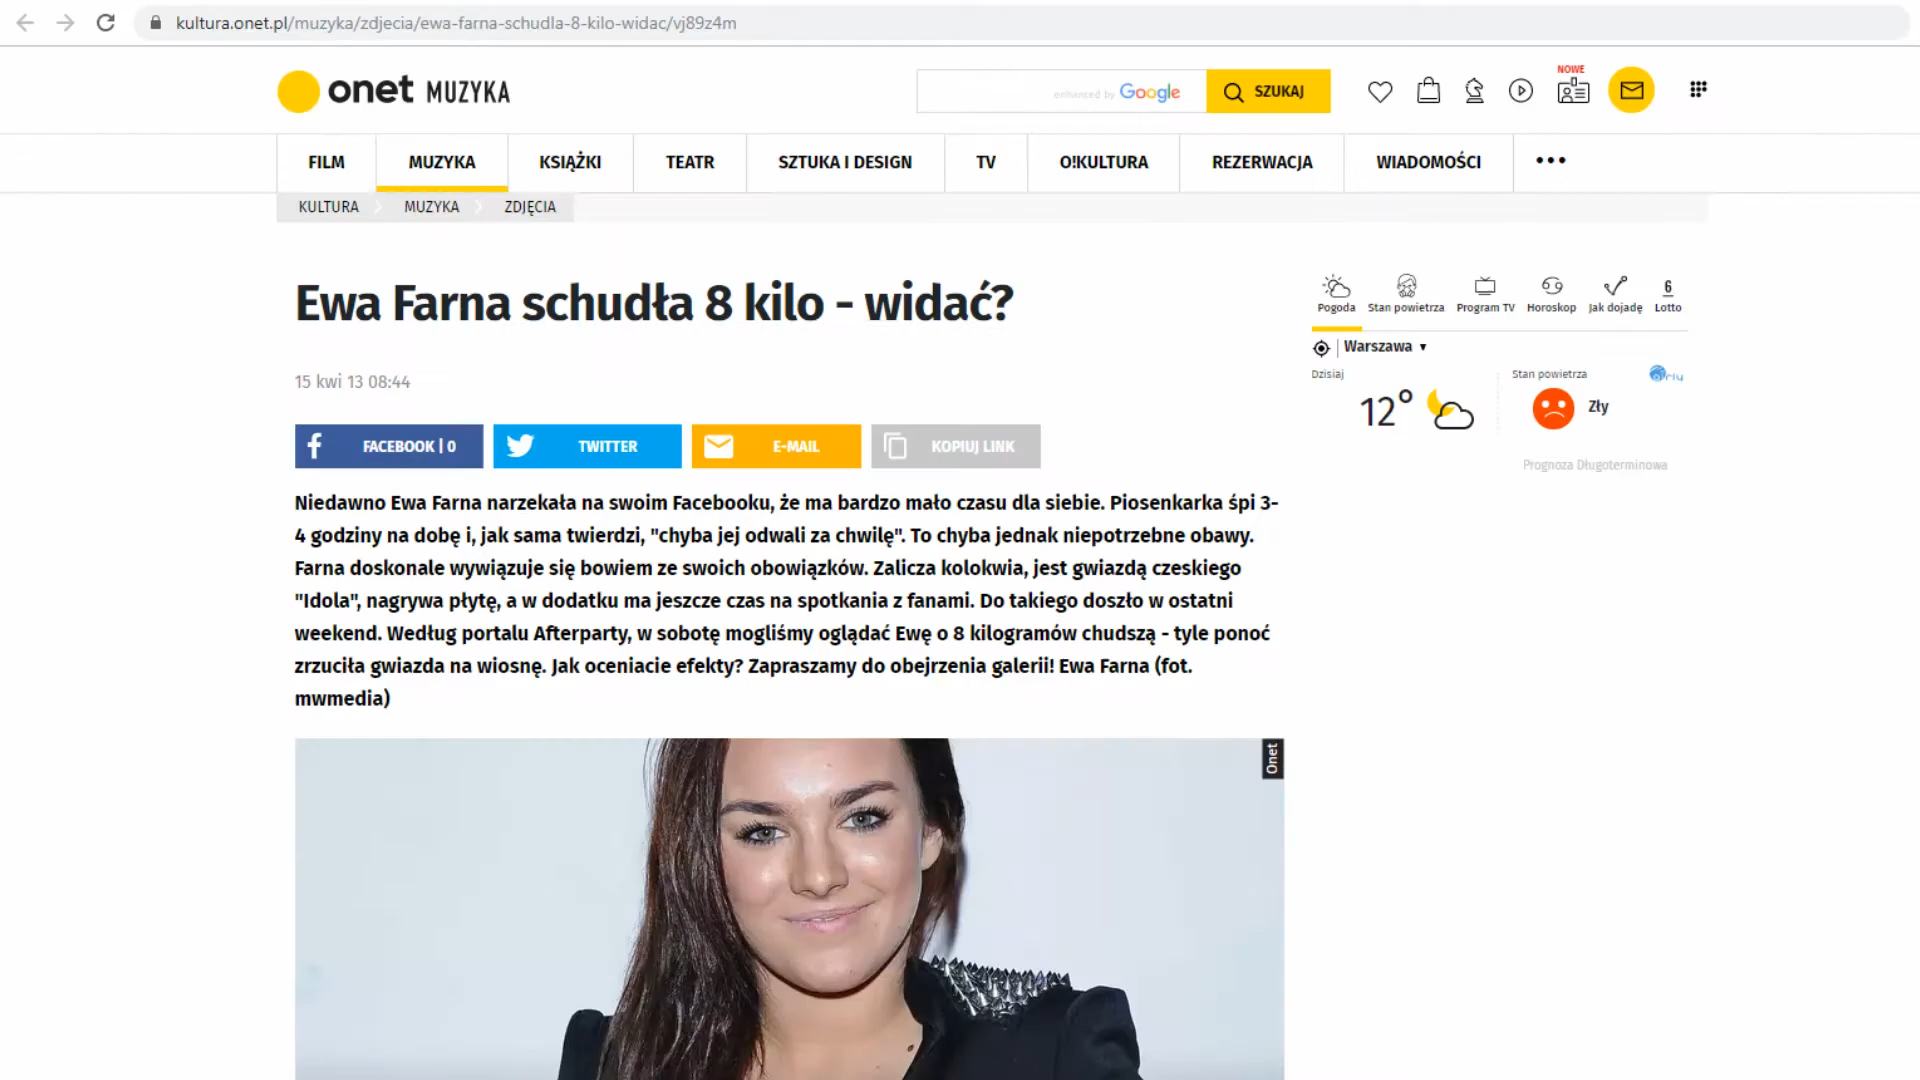 kultura.onet.pl/muzyka/zdjecia/ewa-farna-schudla-8-kilo-widac/vj89z4m
onet MUZYKA
enhanced by Google
SZUKAJ
NOWE
FILM
MUZYKA
KSIĄŻKI
TEATR
SZTUKA I DESIGN
TV
O!KULTURA
REZERWACJA
WIADOMOŚCI
KULTURA
MUZYKA
ZDJĘCIA
Ewa Farna schudła 8 kilo - widać?
15 kwi 13 08:44
FACEBOOK | 0
TWITTER
E-MAIL
KOPIUJ LINK
Niedawno Ewa Farna narzekała na swoim Facebooku, że ma bardzo mało czasu dla siebie. Piosenkarka śpi 3-
4 godziny na dobę i, jak sama twierdzi, "chyba jej odwali za chwilę". To chyba jednak niepotrzebne obawy.
Farna doskonale wywiązuje się bowiem ze swoich obowiązków. Zalicza kolokwia, jest gwiazdą czeskiego
"Idola", nagrywa płytę, a w dodatku ma jeszcze czas na spotkania z fanami. Do takiego doszło w ostatni
weekend. Według portalu Afterparty, w sobotę mogliśmy oglądać Ewę o 8 kilogramów chudszą - tyle ponoć
zrzuciła gwiazda na wiosnę. Jak oceniacie efekty? Zapraszamy do obejrzenia galerii! Ewa Farna (fot.
mwmedia)
Onet
Pogoda
Stan powietrza
Program TV
Horoskop
Jak dojadę
6
Lotto
Warszawa
Dzisiaj
12°
Stan powietrza
airly
Zły
Prognoza Długoterminowa